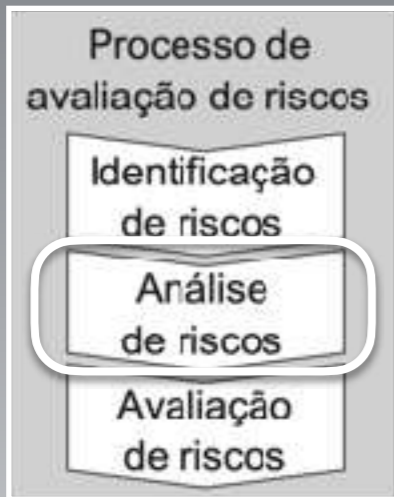 Processo de
avaliação de riscos
Identificação
de riscos
Análise
de riscos
Avaliação
de riscos